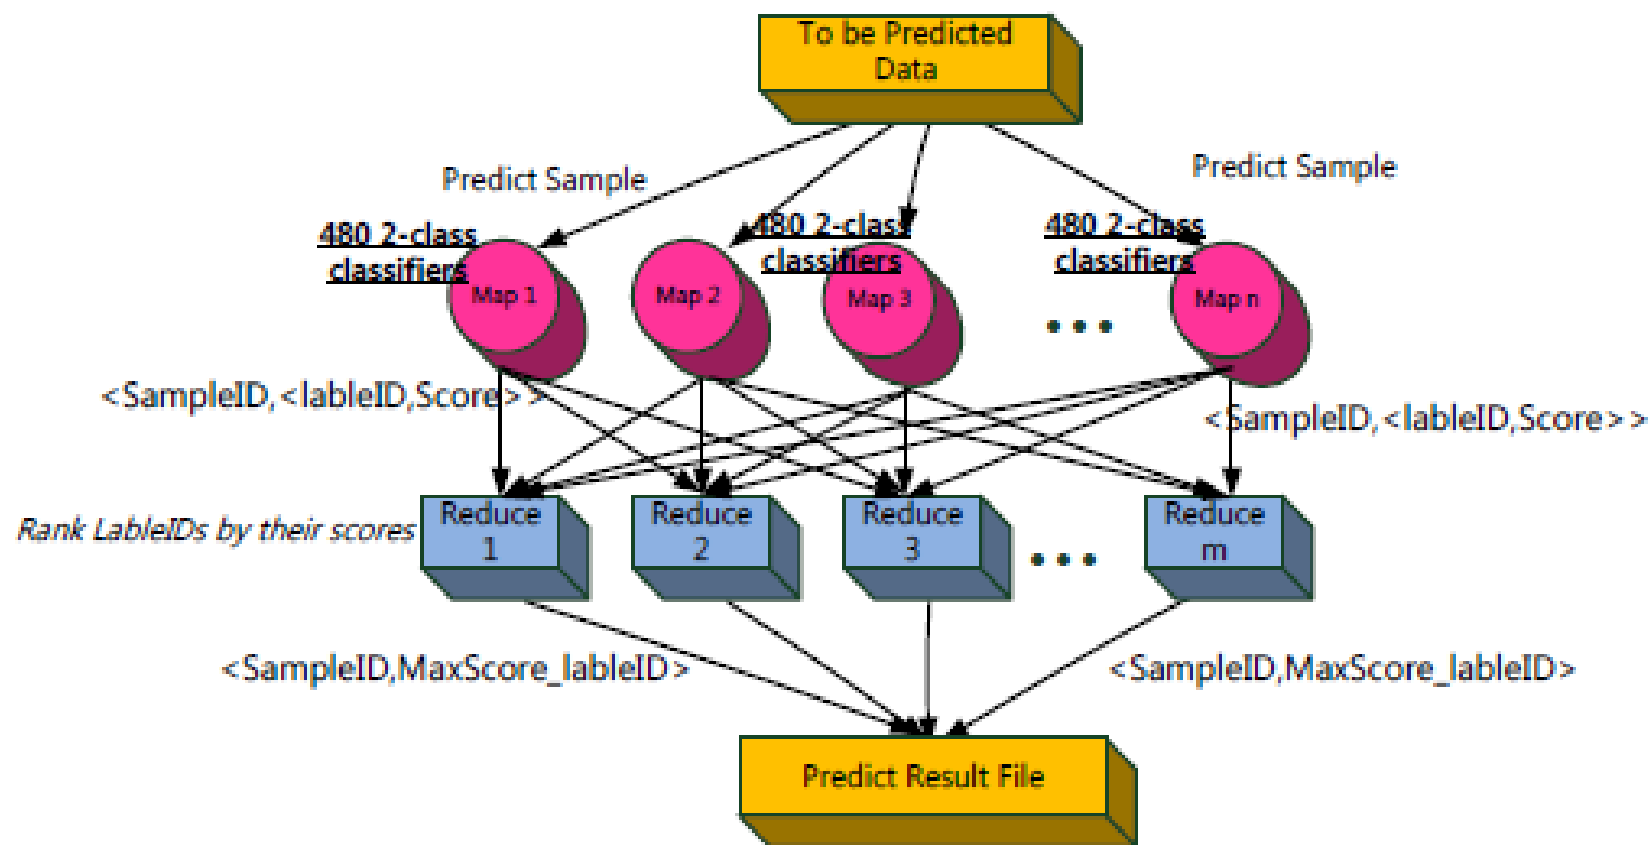 To be Predicted
Data
Predict Sample
Predict Sample
480 2-class
classifiers
480 2-class
classifiers
480 2-class
classifiers
Map 1
Map 2
Map 3
Map n
<SampleID,<lableID,Score>>
<SampleID,<lableID,Score>>
Rank LableIDs by their scores
Reduce
1
Reduce
2
Reduce
3
Reduce
m
<SampleID,MaxScore_lableID>
<SampleID,MaxScore_lableID>
Predict Result File